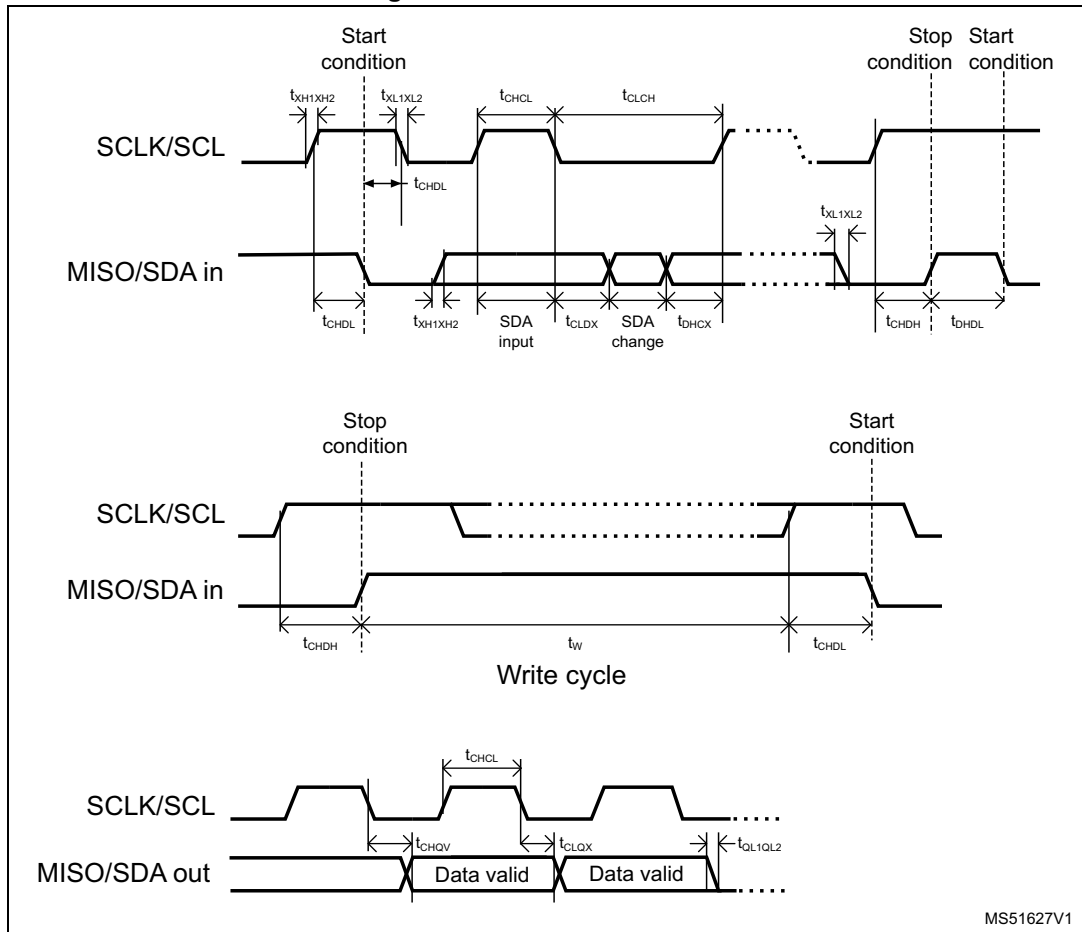 Start
condition
Stop
condition
Start
condition
tXH1XH2
tXL1XL2
tCHCL
tCLCH
SCLK/SCL
tCHDL
tXL1XL2
MISO/SDA in
tCHDL
tXH1XH2
SDA
input
tCLDX
SDA
change
tDHCX
tCHDH
tDHDL
Stop
condition
Start
condition
SCLK/SCL
MISO/SDA in
tCHDH
tW
tCHDL
Write cycle
tCHCL
SCLK/SCL
tCHQV
tCLQX
tQL1QL2
MISO/SDA out
Data valid
Data valid
MS51627V1